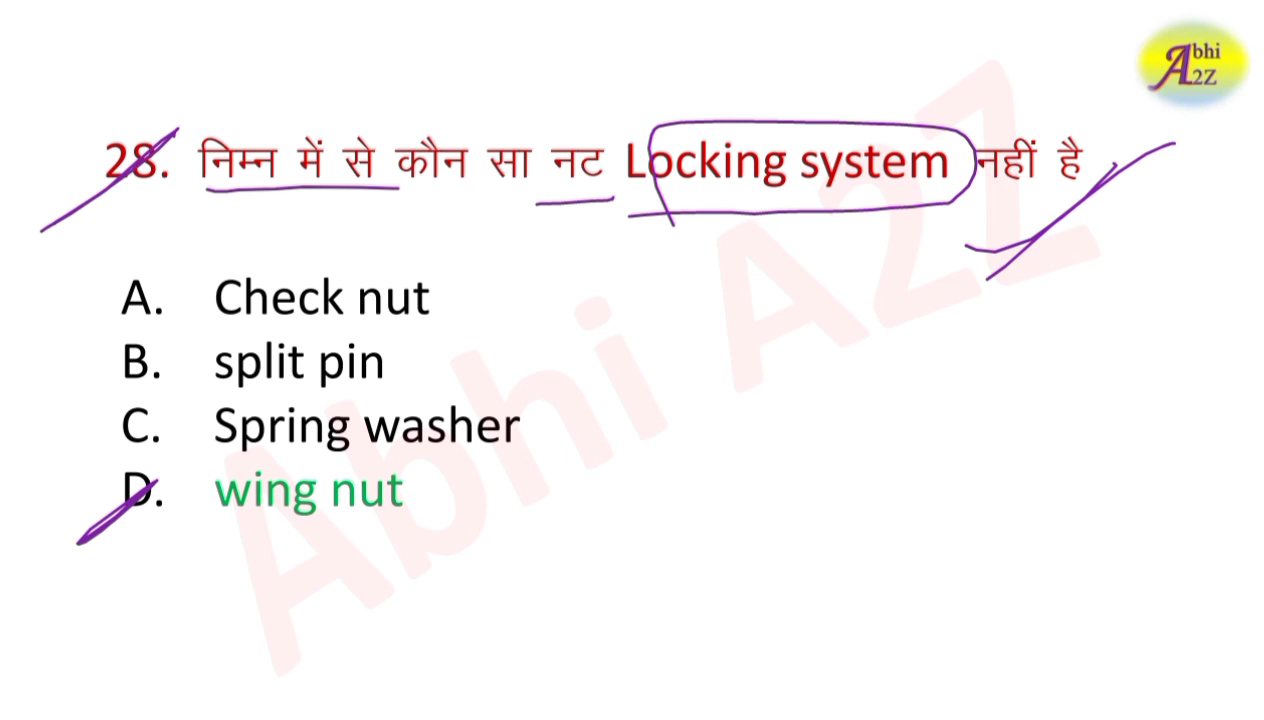 Abhi
A2Z
28. निम्न में से कौन सा नट Locking system नहीं है
A. Check nut
B. split pin
C. Spring washer
D. wing nut
Abhi A2Z